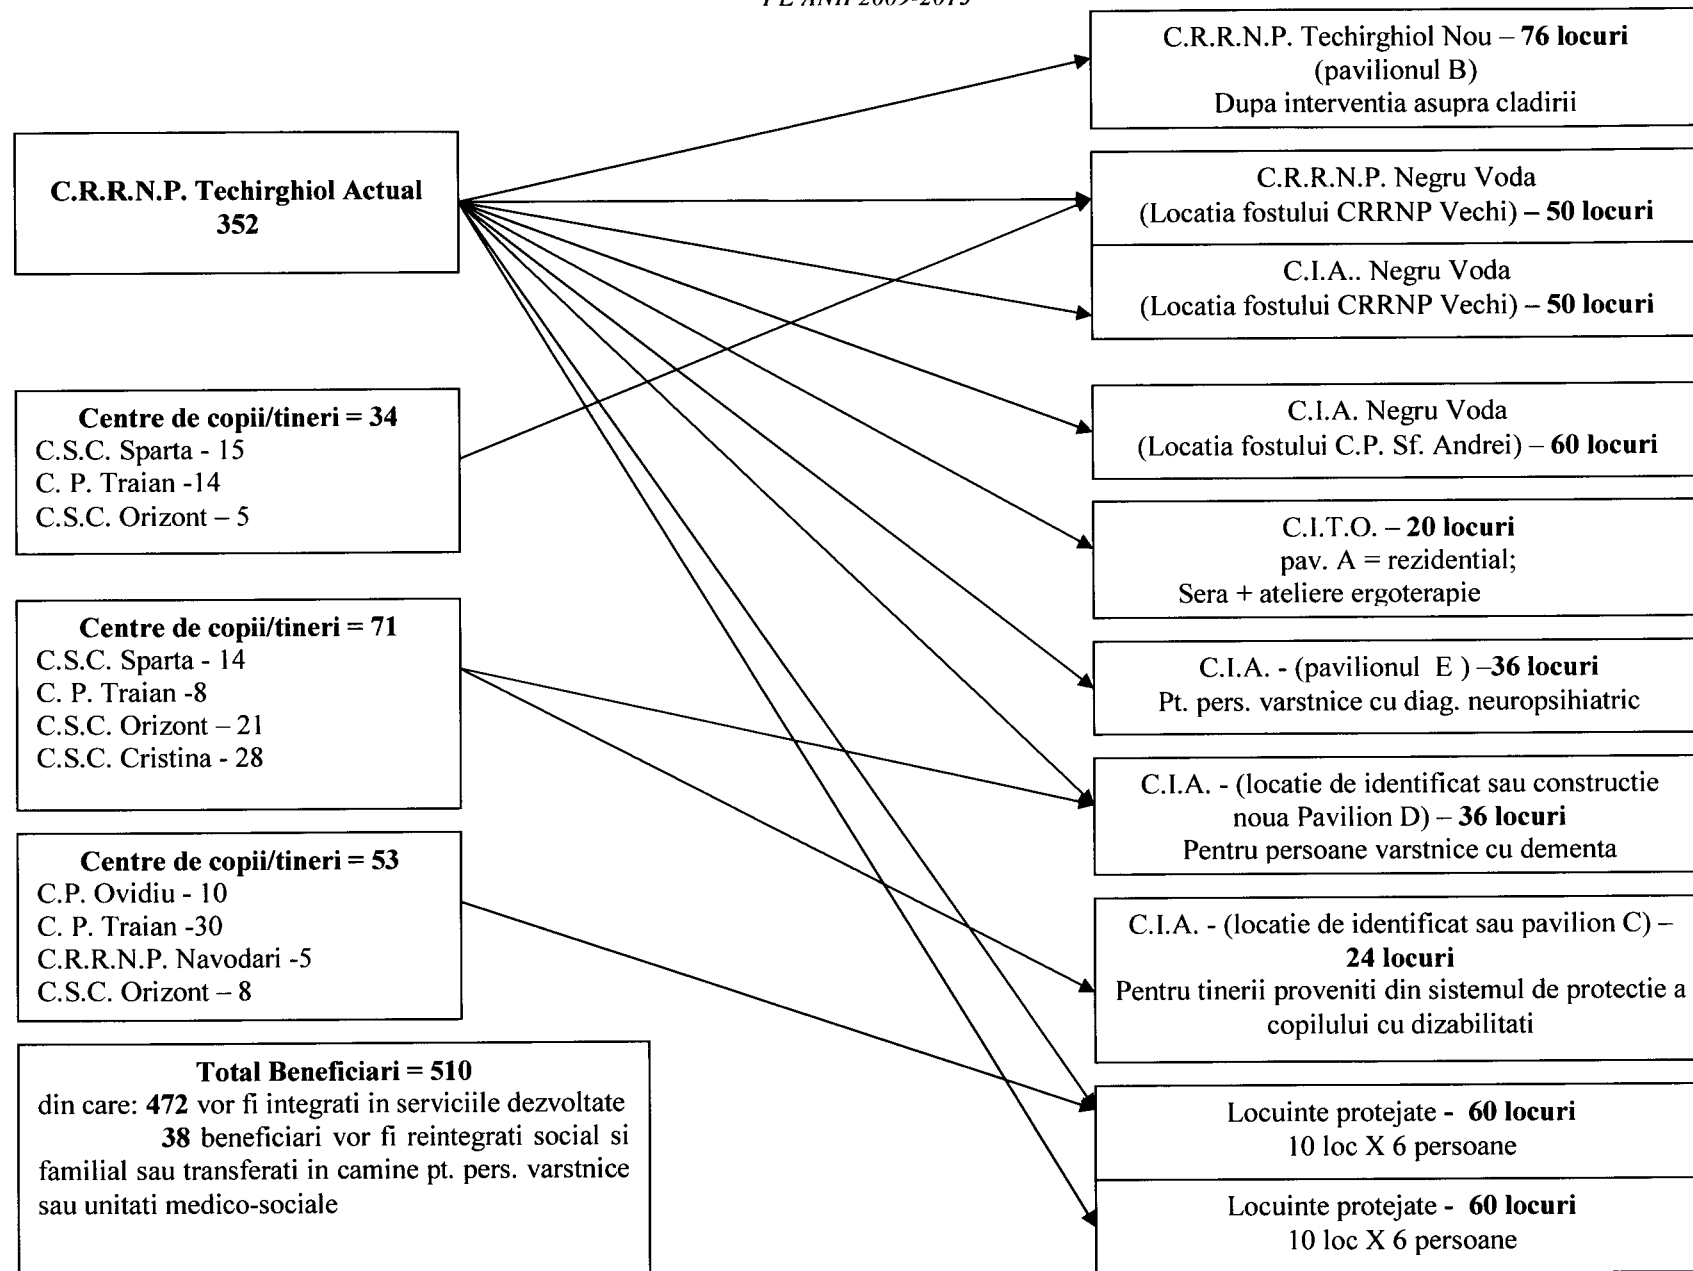 PE ANII 2009-2013
C.R.R.N.P. Techirghiol Actual
352
Centre de copii/tineri = 34
C.S.C. Sparta - 15
C. P. Traian -14
C.S.C. Orizont – 5
Centre de copii/tineri = 71
C.S.C. Sparta - 14
C. P. Traian -8
C.S.C. Orizont – 21
C.S.C. Cristina - 28
Centre de copii/tineri = 53
C.P. Ovidiu - 10
C. P. Traian -30
C.R.R.N.P. Navodari -5
C.S.C. Orizont – 8
Total Beneficiari = 510
din care: 472 vor fi integrati in serviciile dezvoltate
38 beneficiari vor fi reintegrati social si
familial sau transferati in camine pt. pers. varstnice
sau unitati medico-sociale
C.R.R.N.P. Techirghiol Nou – 76 locuri
(pavilionul B)
Dupa interventia asupra cladirii
C.R.R.N.P. Negru Voda
(Locatia fostului CRRNP Vechi) – 50 locuri
C.I.A.. Negru Voda
(Locatia fostului CRRNP Vechi) – 50 locuri
C.I.A. Negru Voda
(Locatia fostului C.P. Sf. Andrei) – 60 locuri
C.I.T.O. – 20 locuri
pav. A = rezidential;
Sera + ateliere ergoterapie
C.I.A. - (pavilionul E ) –36 locuri
Pt. pers. varstnice cu diag. neuropsihiatric
C.I.A. - (locatie de identificat sau constructie
noua Pavilion D) – 36 locuri
Pentru persoane varstnice cu dementa
C.I.A. - (locatie de identificat sau pavilion C) –
24 locuri
Pentru tinerii proveniti din sistemul de protectie a
copilului cu dizabilitati
Locuinte protejate - 60 locuri
10 loc X 6 persoane
Locuinte protejate - 60 locuri
10 loc X 6 persoane